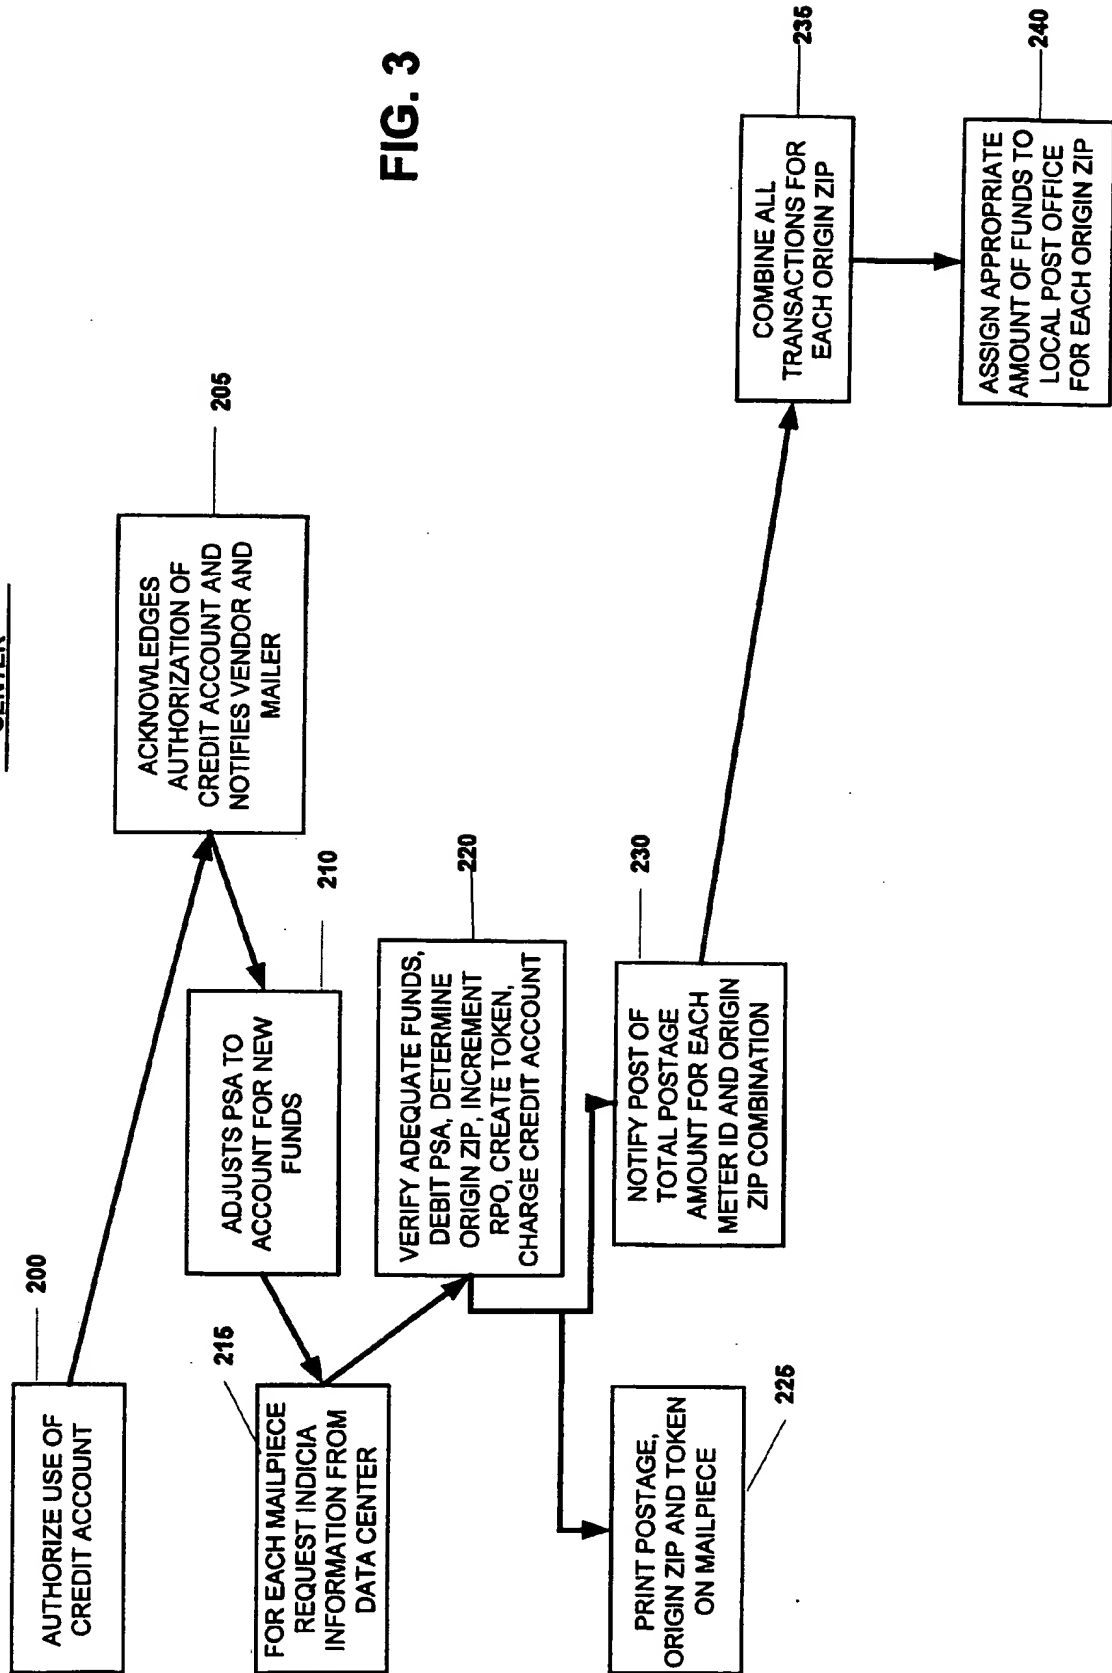 CENTER
200
AUTHORIZE USE OF
CREDIT ACCOUNT
205
ACKNOWLEDGES
AUTHORIZATION OF
CREDIT ACCOUNT AND
NOTIFIES VENDOR AND
MAILER
210
ADJUSTS PSA TO
ACCOUNT FOR NEW
FUNDS
215
FOR EACH MAILPIECE
REQUEST INDICIA
INFORMATION FROM
DATA CENTER
220
VERIFY ADEQUATE FUNDS,
DEBIT PSA, DETERMINE
ORIGIN ZIP, INCREMENT
RPO, CREATE TOKEN,
CHARGE CREDIT ACCOUNT
225
PRINT POSTAGE,
ORIGIN ZIP AND TOKEN
ON MAILPIECE
230
NOTIFY POST OF
TOTAL POSTAGE
AMOUNT FOR EACH
METER ID AND ORIGIN
ZIP COMBINATION
235
COMBINE ALL
TRANSACTIONS FOR
EACH ORIGIN ZIP
240
ASSIGN APPROPRIATE
AMOUNT OF FUNDS TO
LOCAL POST OFFICE
FOR EACH ORIGIN ZIP
FIG. 3